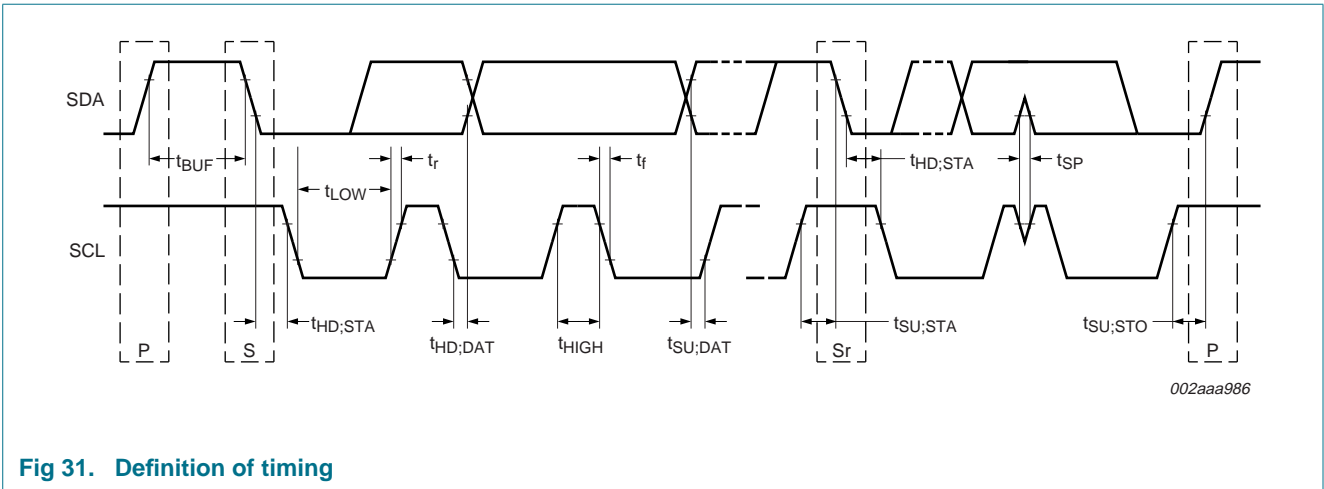 SDA
tBUF
tr
tf
tHD;STA
tSP
tLOW
SCL
tHD;STA
tHD;DAT
tHIGH
tSU;DAT
tSU;STA
tSU;STO
P
S
Sr
P
002aaa986
Fig 31. Definition of timing